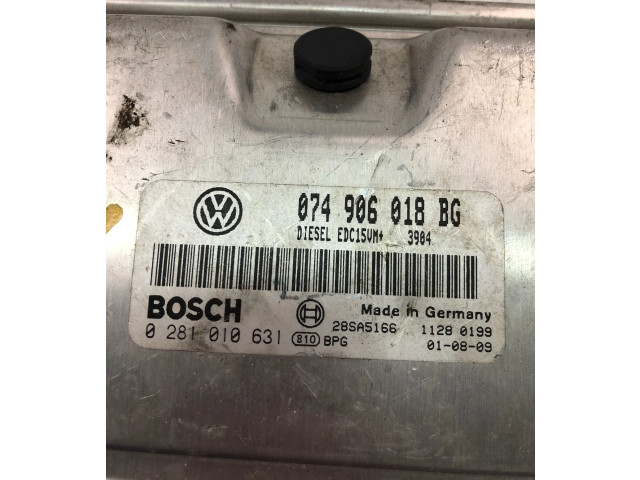 074 906 018 BG
DIESEL EDC15VM+ 3904
BOSCH
Made in Germany
28SA5166 1128 0199
0 281 010 631 810 BPG 01-08-09